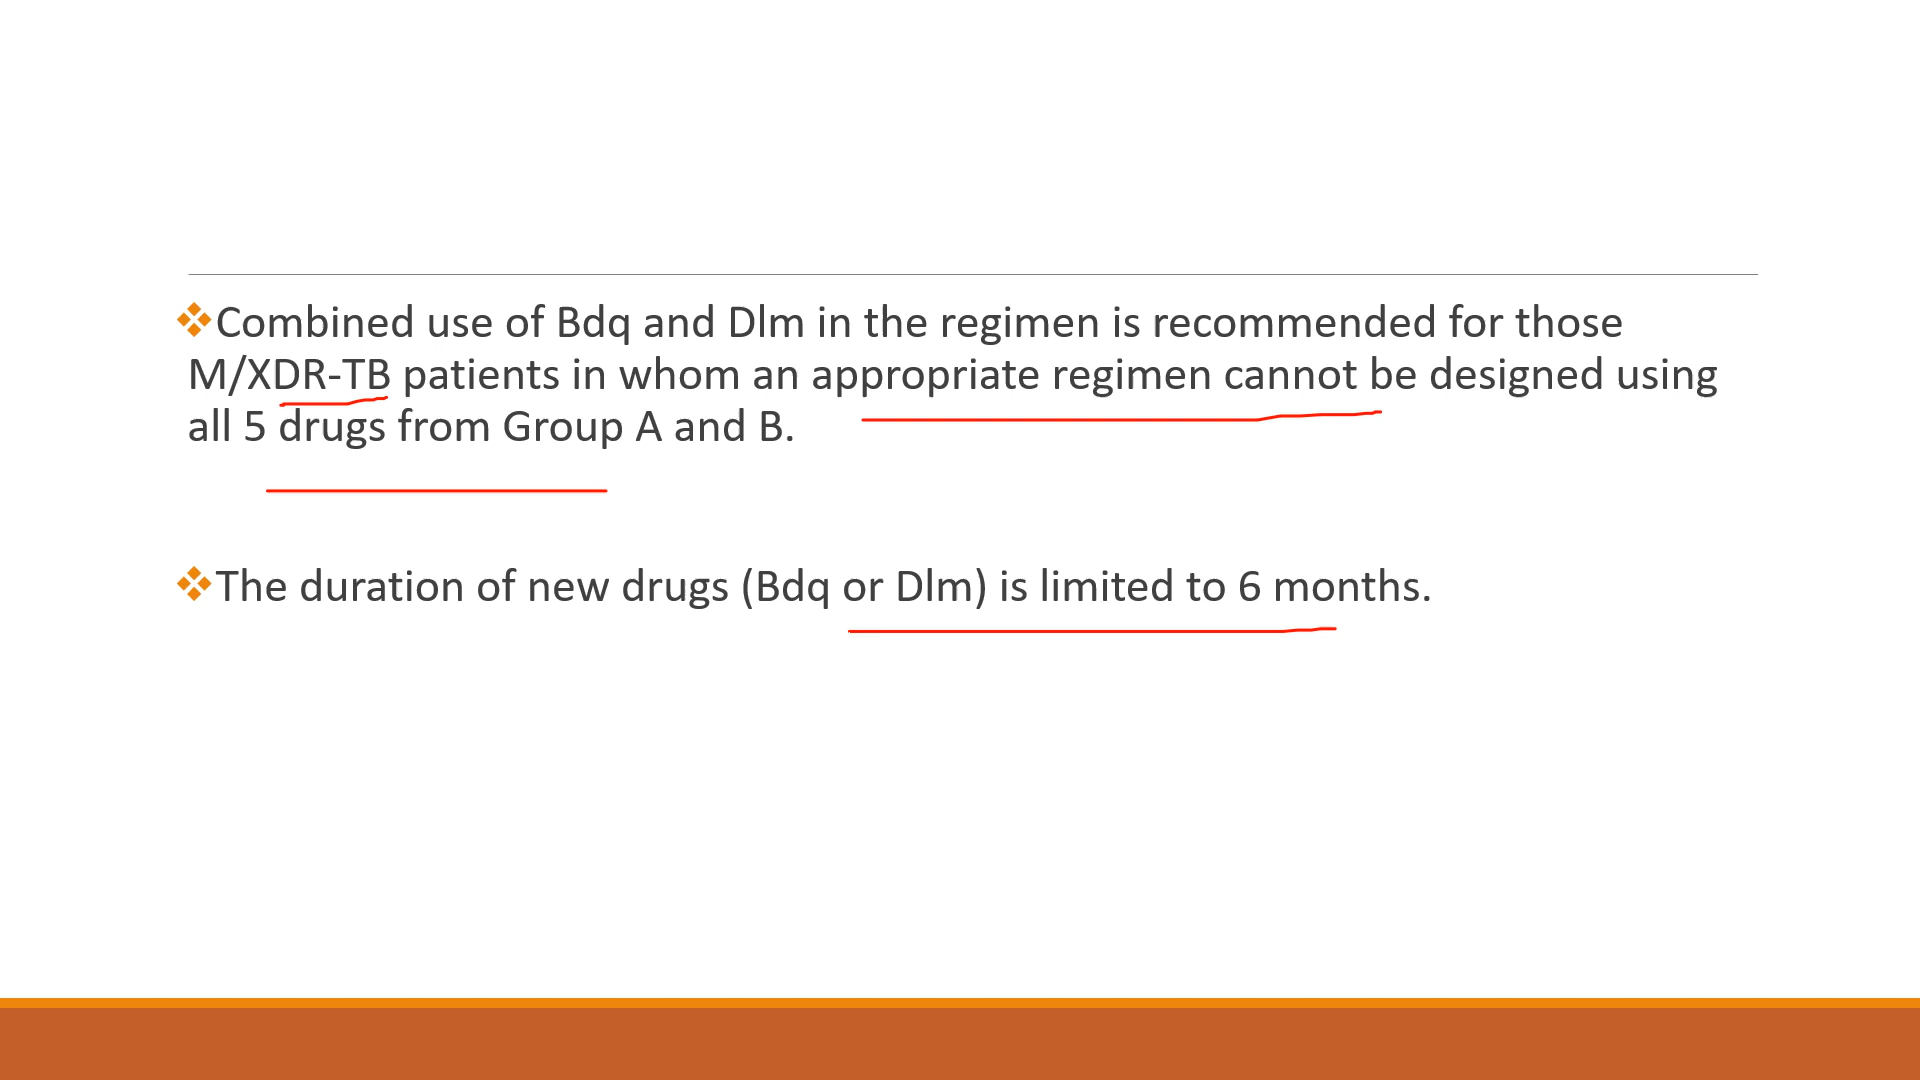 Combined use of Bdq and Dlm in the regimen is recommended for those
M/XDR-TB patients in whom an appropriate regimen cannot be designed using
all 5 drugs from Group A and B.
The duration of new drugs (Bdq or Dlm) is limited to 6 months.